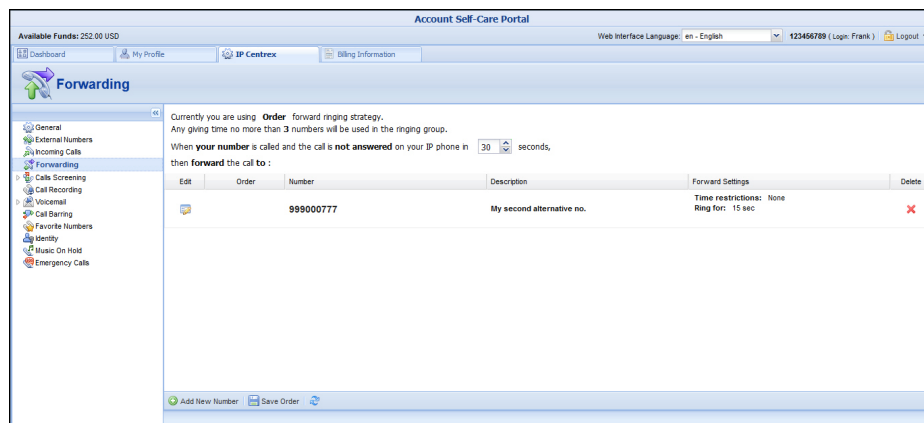 Account Self-Care Portal
Available Funds: 252.00 USD
Web Interface Language: en - English
123456789 ( Login: Frank )
Logout
Dashboard
My Profile
IP Centrex
Billing Information
Forwarding
General
External Numbers
Incoming Calls
Forwarding
Calls Screening
Call Recording
Voicemail
Call Barring
Favorite Numbers
Identity
Music On Hold
Emergency Calls
Currently you are using Order forward ringing strategy.
Any giving time no more than 3 numbers will be used in the ringing group.
When your number is called and the call is not answered on your IP phone in 30 seconds,
then forward the call to :
Edit Order Number Description Forward Settings Delete
999000777 My second alternative no. Time restrictions: None
Ring for: 15 sec
Add New Number Save Order